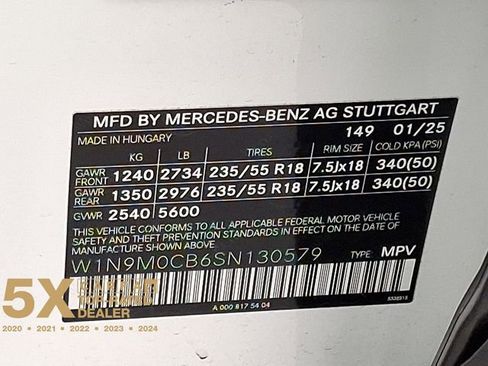 MFD BY MERCEDES-BENZ AG STUTTGART
MADE IN HUNGARY 149 01/25
KG LB TIRES RIM SIZE COLD KPA (PSI)
GAWR FRONT 1240 2734 235/55 R18 7.5Jx18 340(50)
GAWR REAR 1350 2976 235/55 R18 7.5Jx18 340(50)
GVWR 2540 5600
THIS VEHICLE CONFORMS TO ALL APPLICABLE FEDERAL MOTOR VEHICLE
SAFETY AND THEFT PREVENTION STANDARDS IN EFFECT ON THE
DATE OF MANUFACTURE SHOWN ABOVE.
W1N9M0CB6SN130579 TYPE: MPV
A 000 817 54 04
5X
DEALER
2020 • 2021 • 2022 • 2023 • 2024